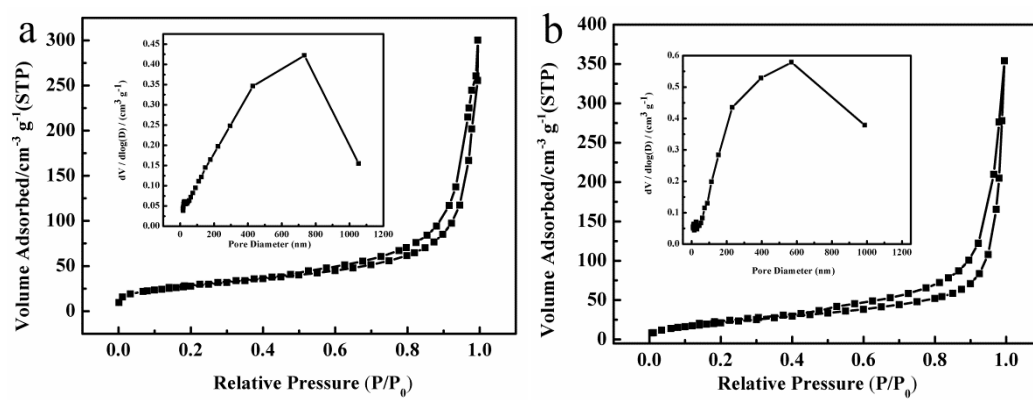 a
Volume Adsorbed/cm⁻³ g⁻¹(STP)
300
250
200
150
100
50
0
0.0 0.2 0.4 0.6 0.8 1.0
Relative Pressure (P/P₀)
dV / dlog(D) / (cm³ g⁻¹)
0.45
0.40
0.35
0.30
0.25
0.20
0.15
0.10
0.05
0.00
0 200 400 600 800 1000 1200
Pore Diameter (nm)
b
Volume Adsorbed/cm⁻³ g⁻¹(STP)
400
350
300
250
200
150
100
50
0
0.0 0.2 0.4 0.6 0.8 1.0
Relative Pressure (P/P₀)
dV / dlog(D) / (cm³ g⁻¹)
0.6
0.5
0.4
0.3
0.2
0.1
0.0
0 200 400 600 800 1000 1200
Pore Diameter (nm)